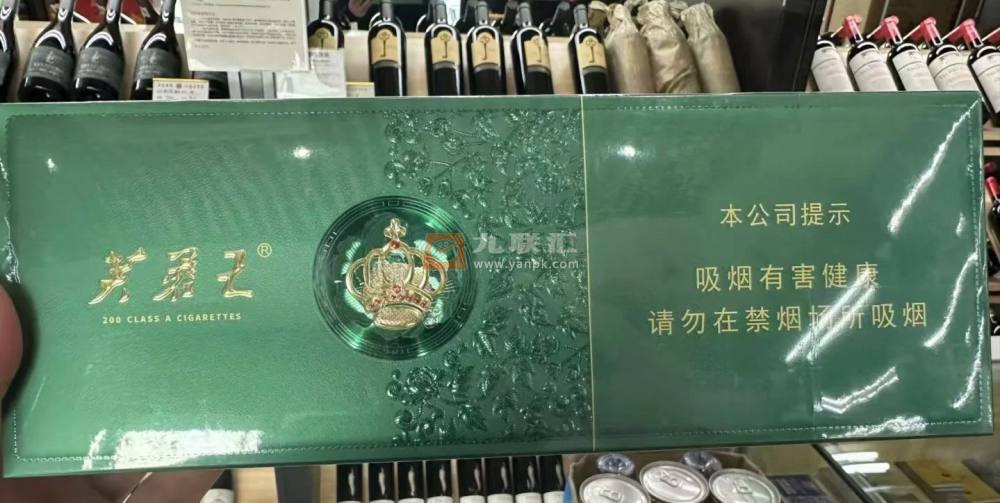 芙蓉王®
200 CLASS A CIGARETTES
九联汇
www.yanpk.com
本公司提示
吸烟有害健康
请勿在禁烟场所吸烟